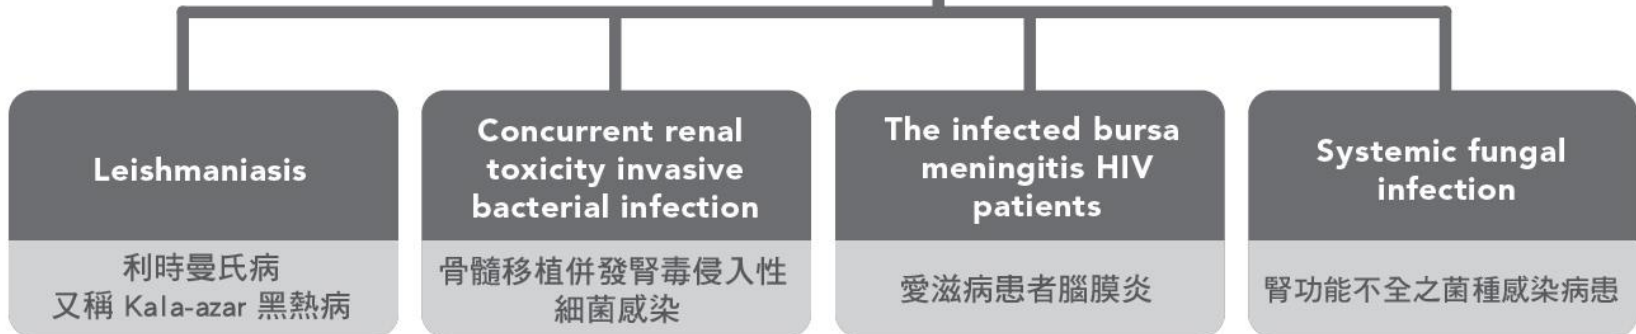 Leishmaniasis
利時曼氏病
又稱 Kala-azar 黑熱病
Concurrent renal
toxicity invasive
bacterial infection
骨髓移植併發腎毒侵入性
細菌感染
The infected bursa
meningitis HIV
patients
愛滋病患者腦膜炎
Systemic fungal
infection
腎功能不全之菌種感染病患